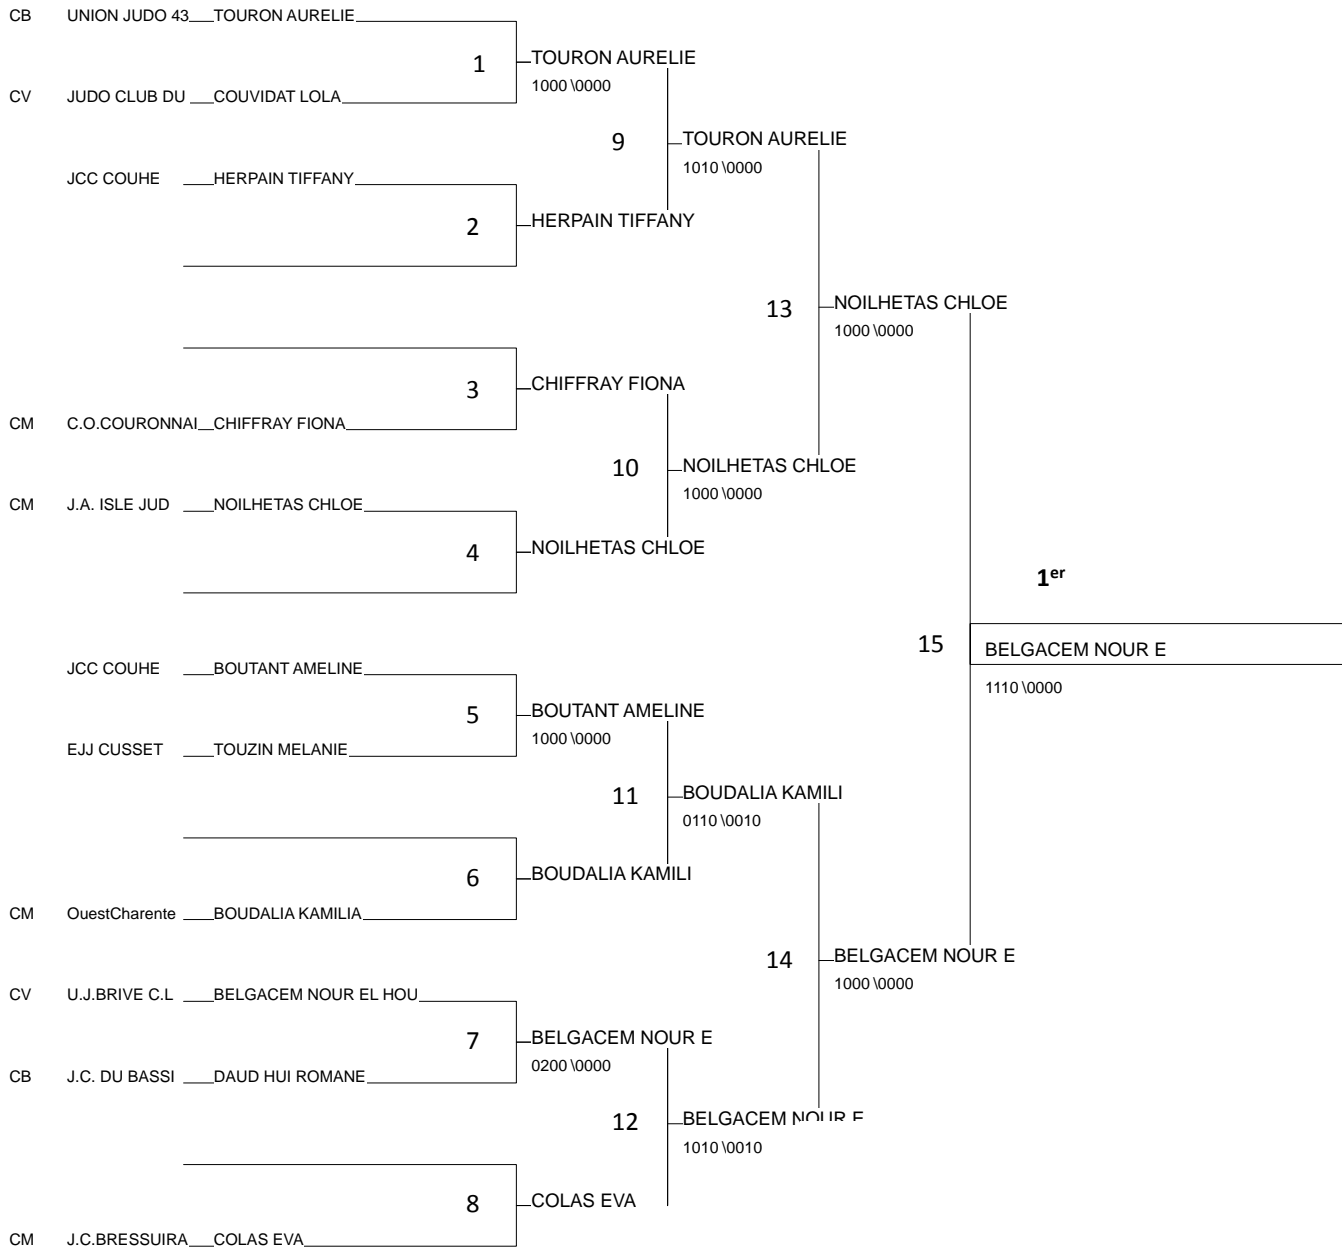 CB UNION JUDO 43 TOURON AURELIE
1 TOURON AURELIE
1000 \0000
CV JUDO CLUB DU COUVIDAT LOLA
9 TOURON AURELIE
1010 \0000
JCC COUHE HERPAIN TIFFANY
2 HERPAIN TIFFANY
13 NOILHETAS CHLOE
1000 \0000
3 CHIFFRAY FIONA
CM C.O.COURONNAI CHIFFRAY FIONA
10 NOILHETAS CHLOE
1000 \0000
CM J.A. ISLE JUD NOILHETAS CHLOE
4 NOILHETAS CHLOE
1er
15 BELGACEM NOUR E
1110 \0000
JCC COUHE BOUTANT AMELINE
5 BOUTANT AMELINE
1000 \0000
EJJ CUSSET TOUZIN MELANIE
11 BOUDALIA KAMILI
0110 \0010
6 BOUDALIA KAMILI
CM OuestCharente BOUDALIA KAMILIA
14 BELGACEM NOUR E
1000 \0000
CV U.J.BRIVE C.L BELGACEM NOUR EL HOU
7 BELGACEM NOUR E
0200 \0000
CB J.C. DU BASSI DAUD HUI ROMANE
12 BELGACEM NOUR E
1010 \0010
8 COLAS EVA
CM J.C.BRESSUIRA COLAS EVA